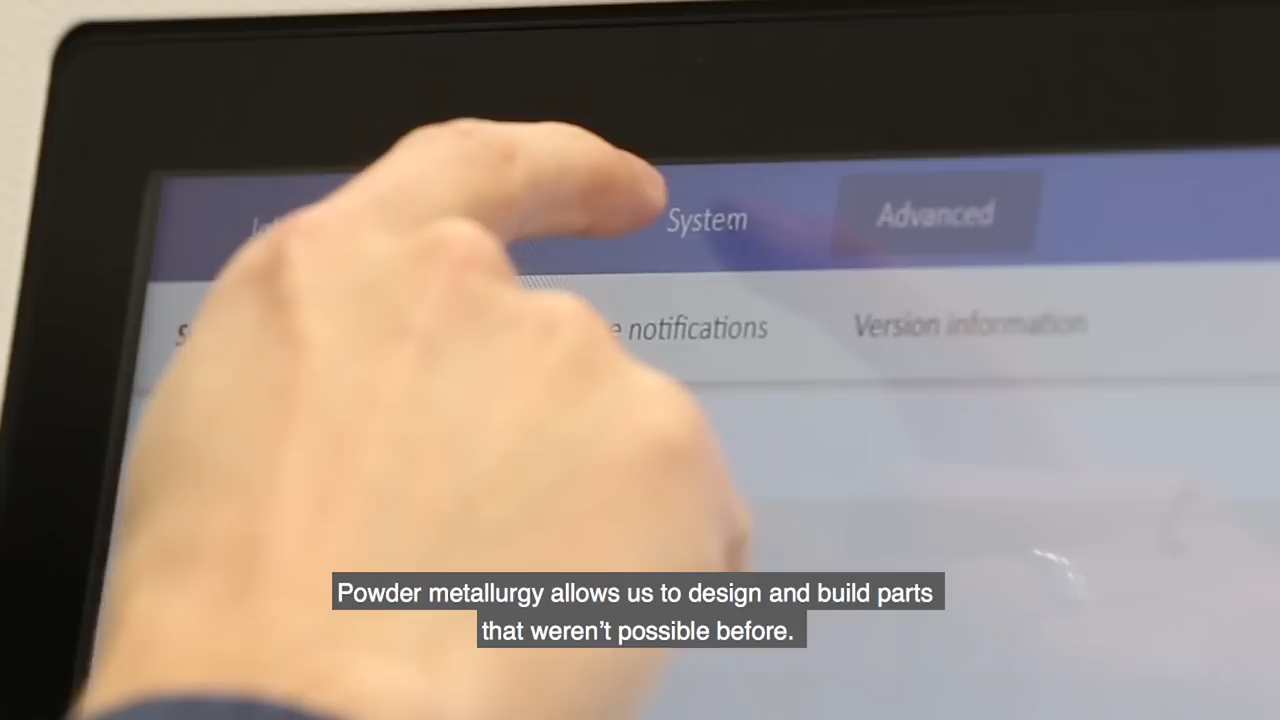 System
Advanced
notifications
Version information
Powder metallurgy allows us to design and build parts
that weren't possible before.